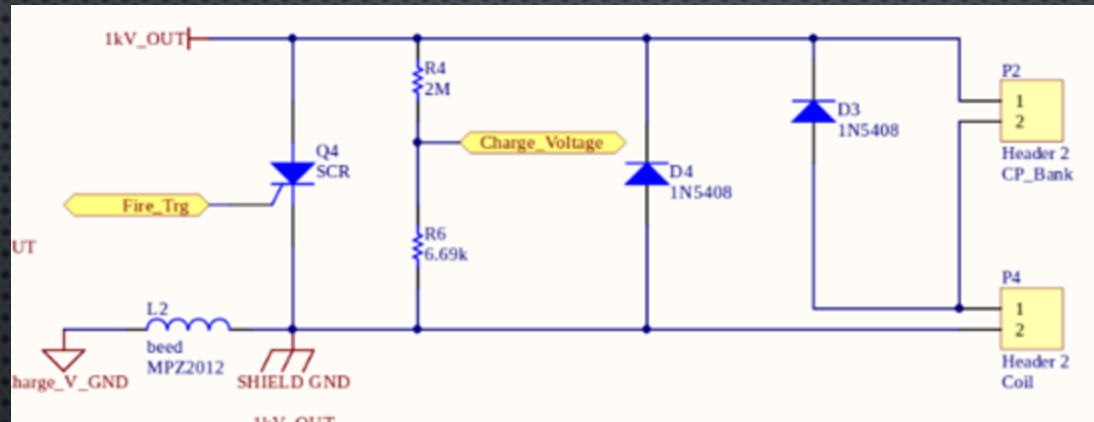 1kV_OUT
R4
2M
P2
1
2
Header 2
CP_Bank
D3
1N5408
Charge_Voltage
Q4
SCR
D4
1N5408
Fire_Trg
R6
6.69k
UT
L2
beed
MPZ2012
harge_V_GND
SHIELD GND
P4
1
2
Header 2
Coil
1kV_OUT